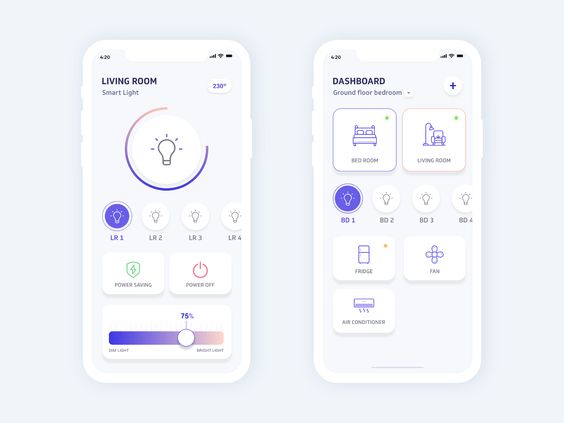 4:20
LIVING ROOM
Smart Light
230°
LR 1
LR 2
LR 3
LR 4
POWER SAVING
POWER OFF
75%
DIM LIGHT
BRIGHT LIGHT
4:20
DASHBOARD
Ground floor bedroom
+
BED ROOM
LIVING ROOM
BD 1
BD 2
BD 3
BD 4
FRIDGE
FAN
AIR CONDITIONER